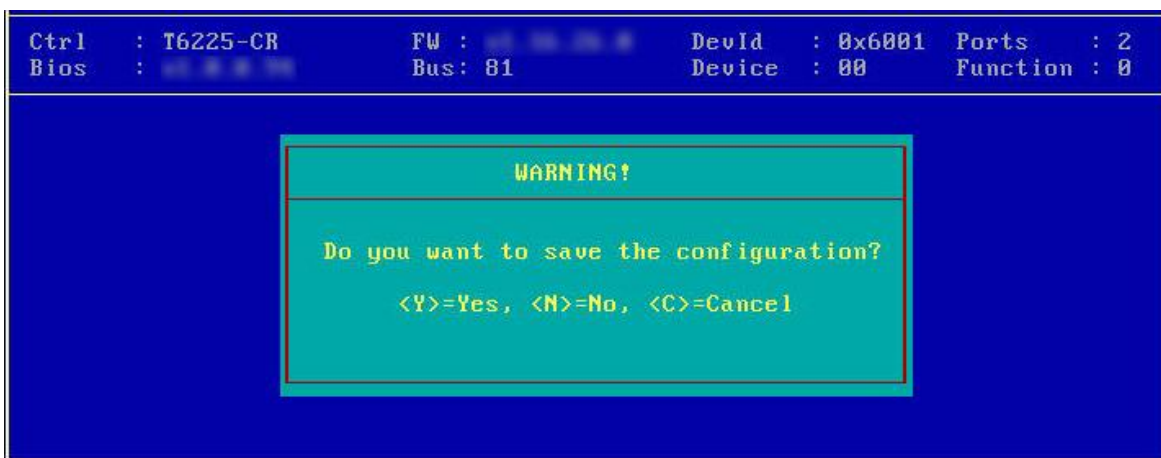 Ctrl : T6225-CR FW : DevId : 0x6001 Ports : 2
Bios : Bus: 81 Device : 00 Function : 0
WARNING!
Do you want to save the configuration?
<Y>=Yes, <N>=No, <C>=Cancel